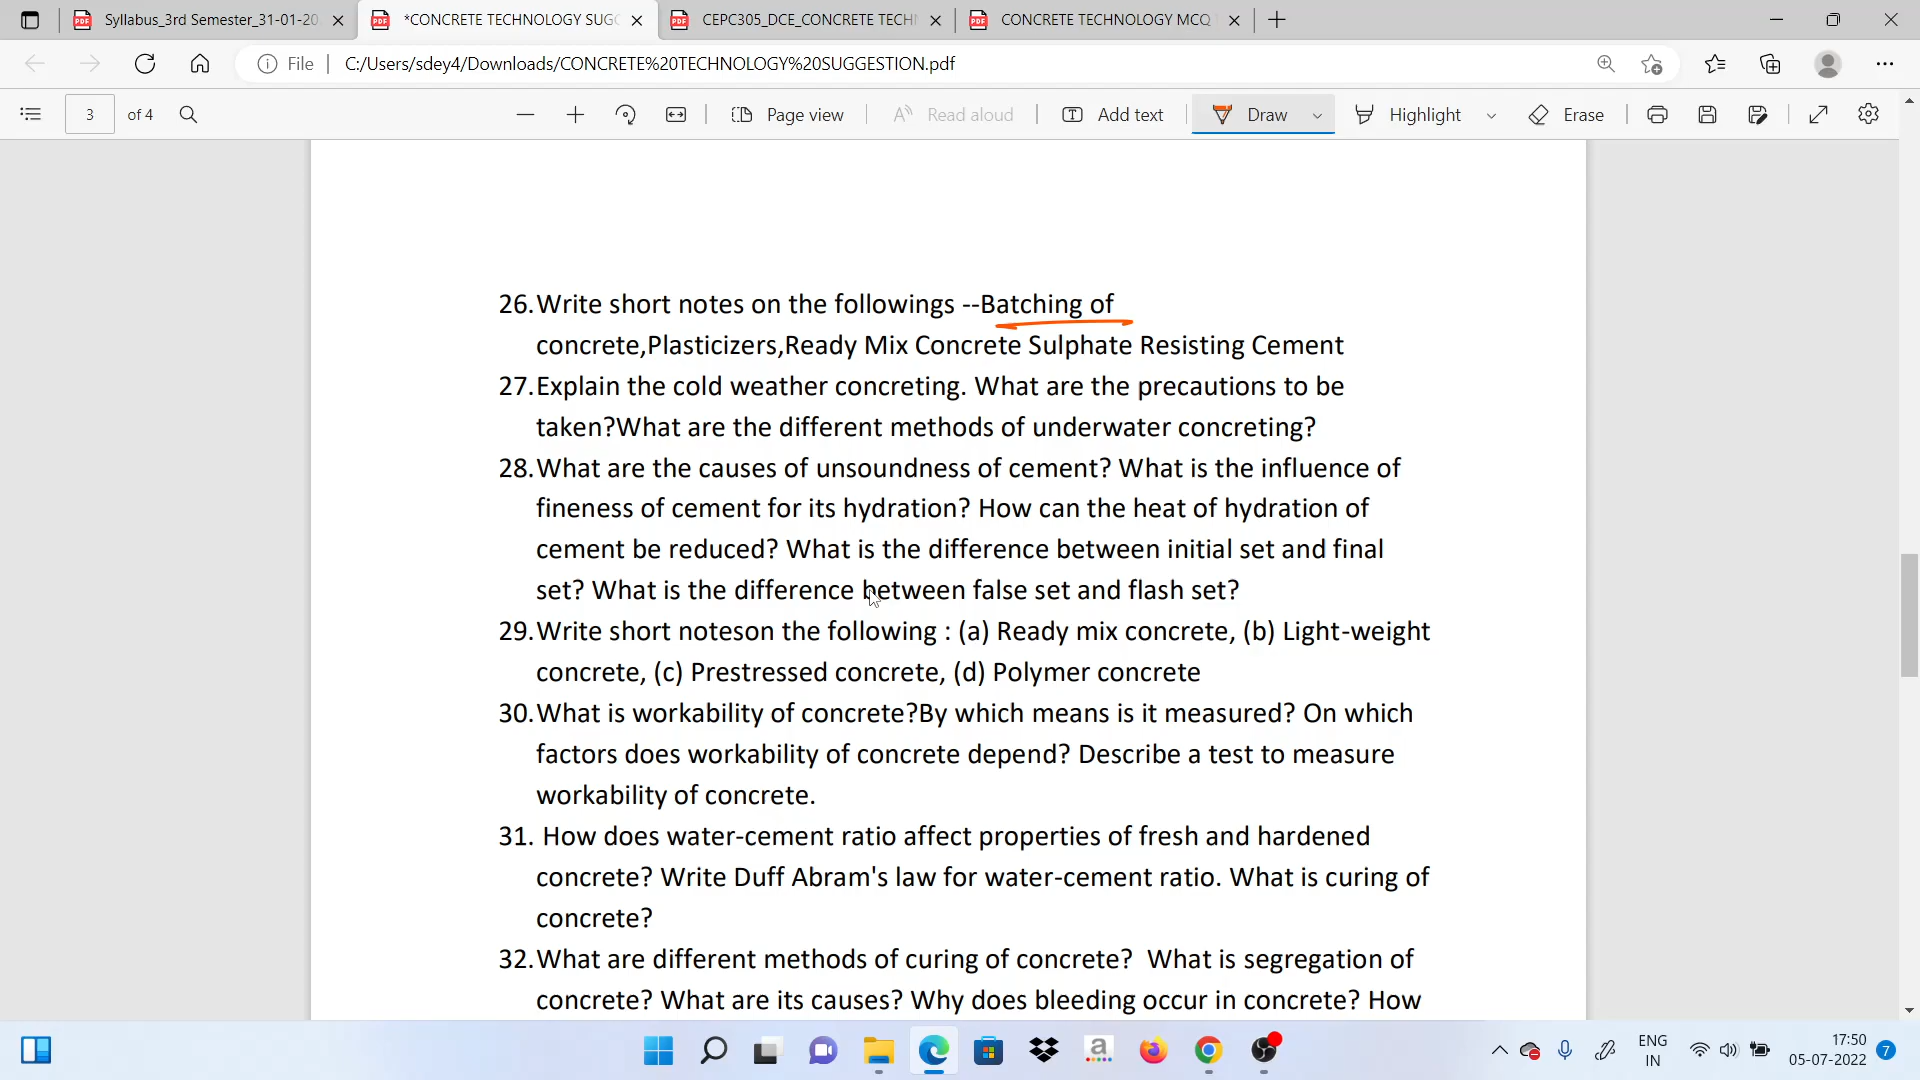 Syllabus_3rd Semester_31-01-20
*CONCRETE TECHNOLOGY SUGG
CEPC305_DCE_CONCRETE TECHN
CONCRETE TECHNOLOGY MCQ
File
C:/Users/sdey4/Downloads/CONCRETE%20TECHNOLOGY%20SUGGESTION.pdf
3 of 4
Page view
Read aloud
Add text
Draw
Highlight
Erase
26.Write short notes on the followings --Batching of
concrete,Plasticizers,Ready Mix Concrete Sulphate Resisting Cement
27.Explain the cold weather concreting. What are the precautions to be
taken?What are the different methods of underwater concreting?
28.What are the causes of unsoundness of cement? What is the influence of
fineness of cement for its hydration? How can the heat of hydration of
cement be reduced? What is the difference between initial set and final
set? What is the difference between false set and flash set?
29.Write short noteson the following : (a) Ready mix concrete, (b) Light-weight
concrete, (c) Prestressed concrete, (d) Polymer concrete
30.What is workability of concrete?By which means is it measured? On which
factors does workability of concrete depend? Describe a test to measure
workability of concrete.
31. How does water-cement ratio affect properties of fresh and hardened
concrete? Write Duff Abram's law for water-cement ratio. What is curing of
concrete?
32.What are different methods of curing of concrete?  What is segregation of
concrete? What are its causes? Why does bleeding occur in concrete? How
ENG
IN
17:50
05-07-2022
7